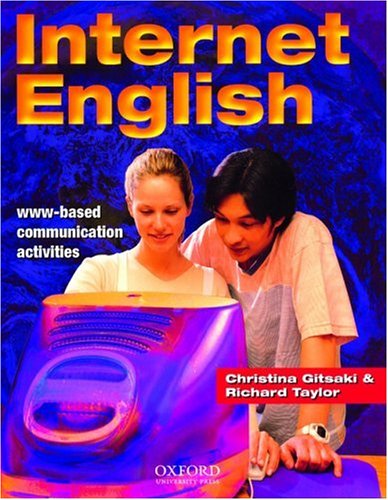 Internet
English
www-based
communication
activities
Christina Gitsaki &
Richard Taylor
OXFORD
UNIVERSITY PRESS